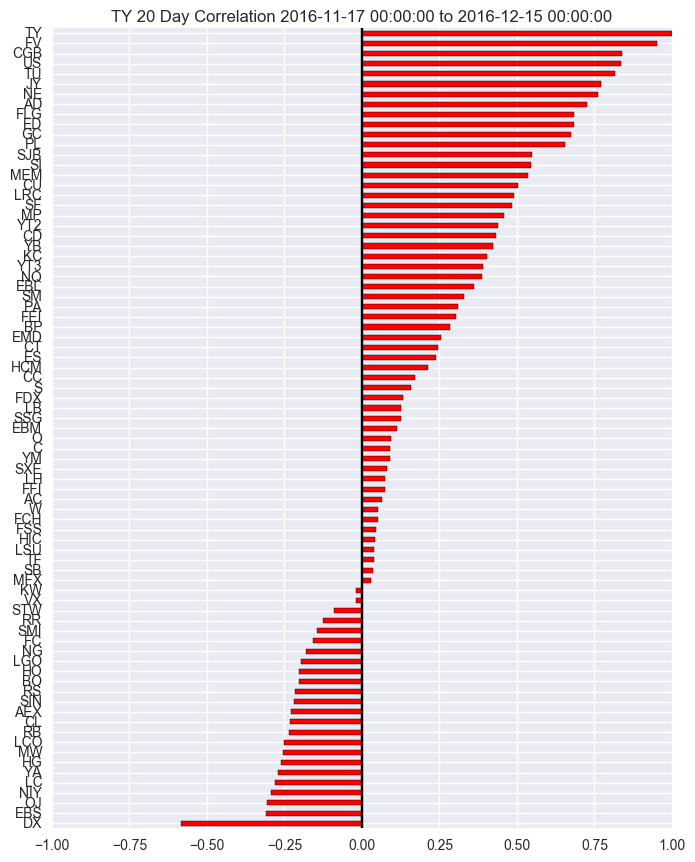 TY 20 Day Correlation 2016-11-17 00:00:00 to 2016-12-15 00:00:00
TY
FV
CGB
US
TU
JY
NE
AD
FLG
ED
GC
PL
SJB
SI
MEM
CU
LRC
SF
MP
YT2
CD
YB
KC
YT3
NQ
EBL
SM
PA
FEI
BP
EMD
CT
ES
HCM
CC
S
FDX
LB
SSG
EBM
O
C
YM
SXE
LH
FFI
AC
W
FCH
FSS
HIC
LSU
TF
SB
MFX
KW
VX
STW
RR
SMI
FC
NG
LGO
HO
BO
RS
SIN
AEX
CL
RB
LCO
MW
HG
YA
LC
NIY
OJ
EBS
DX
−1.00 −0.75 −0.50 −0.25 0.00 0.25 0.50 0.75 1.00